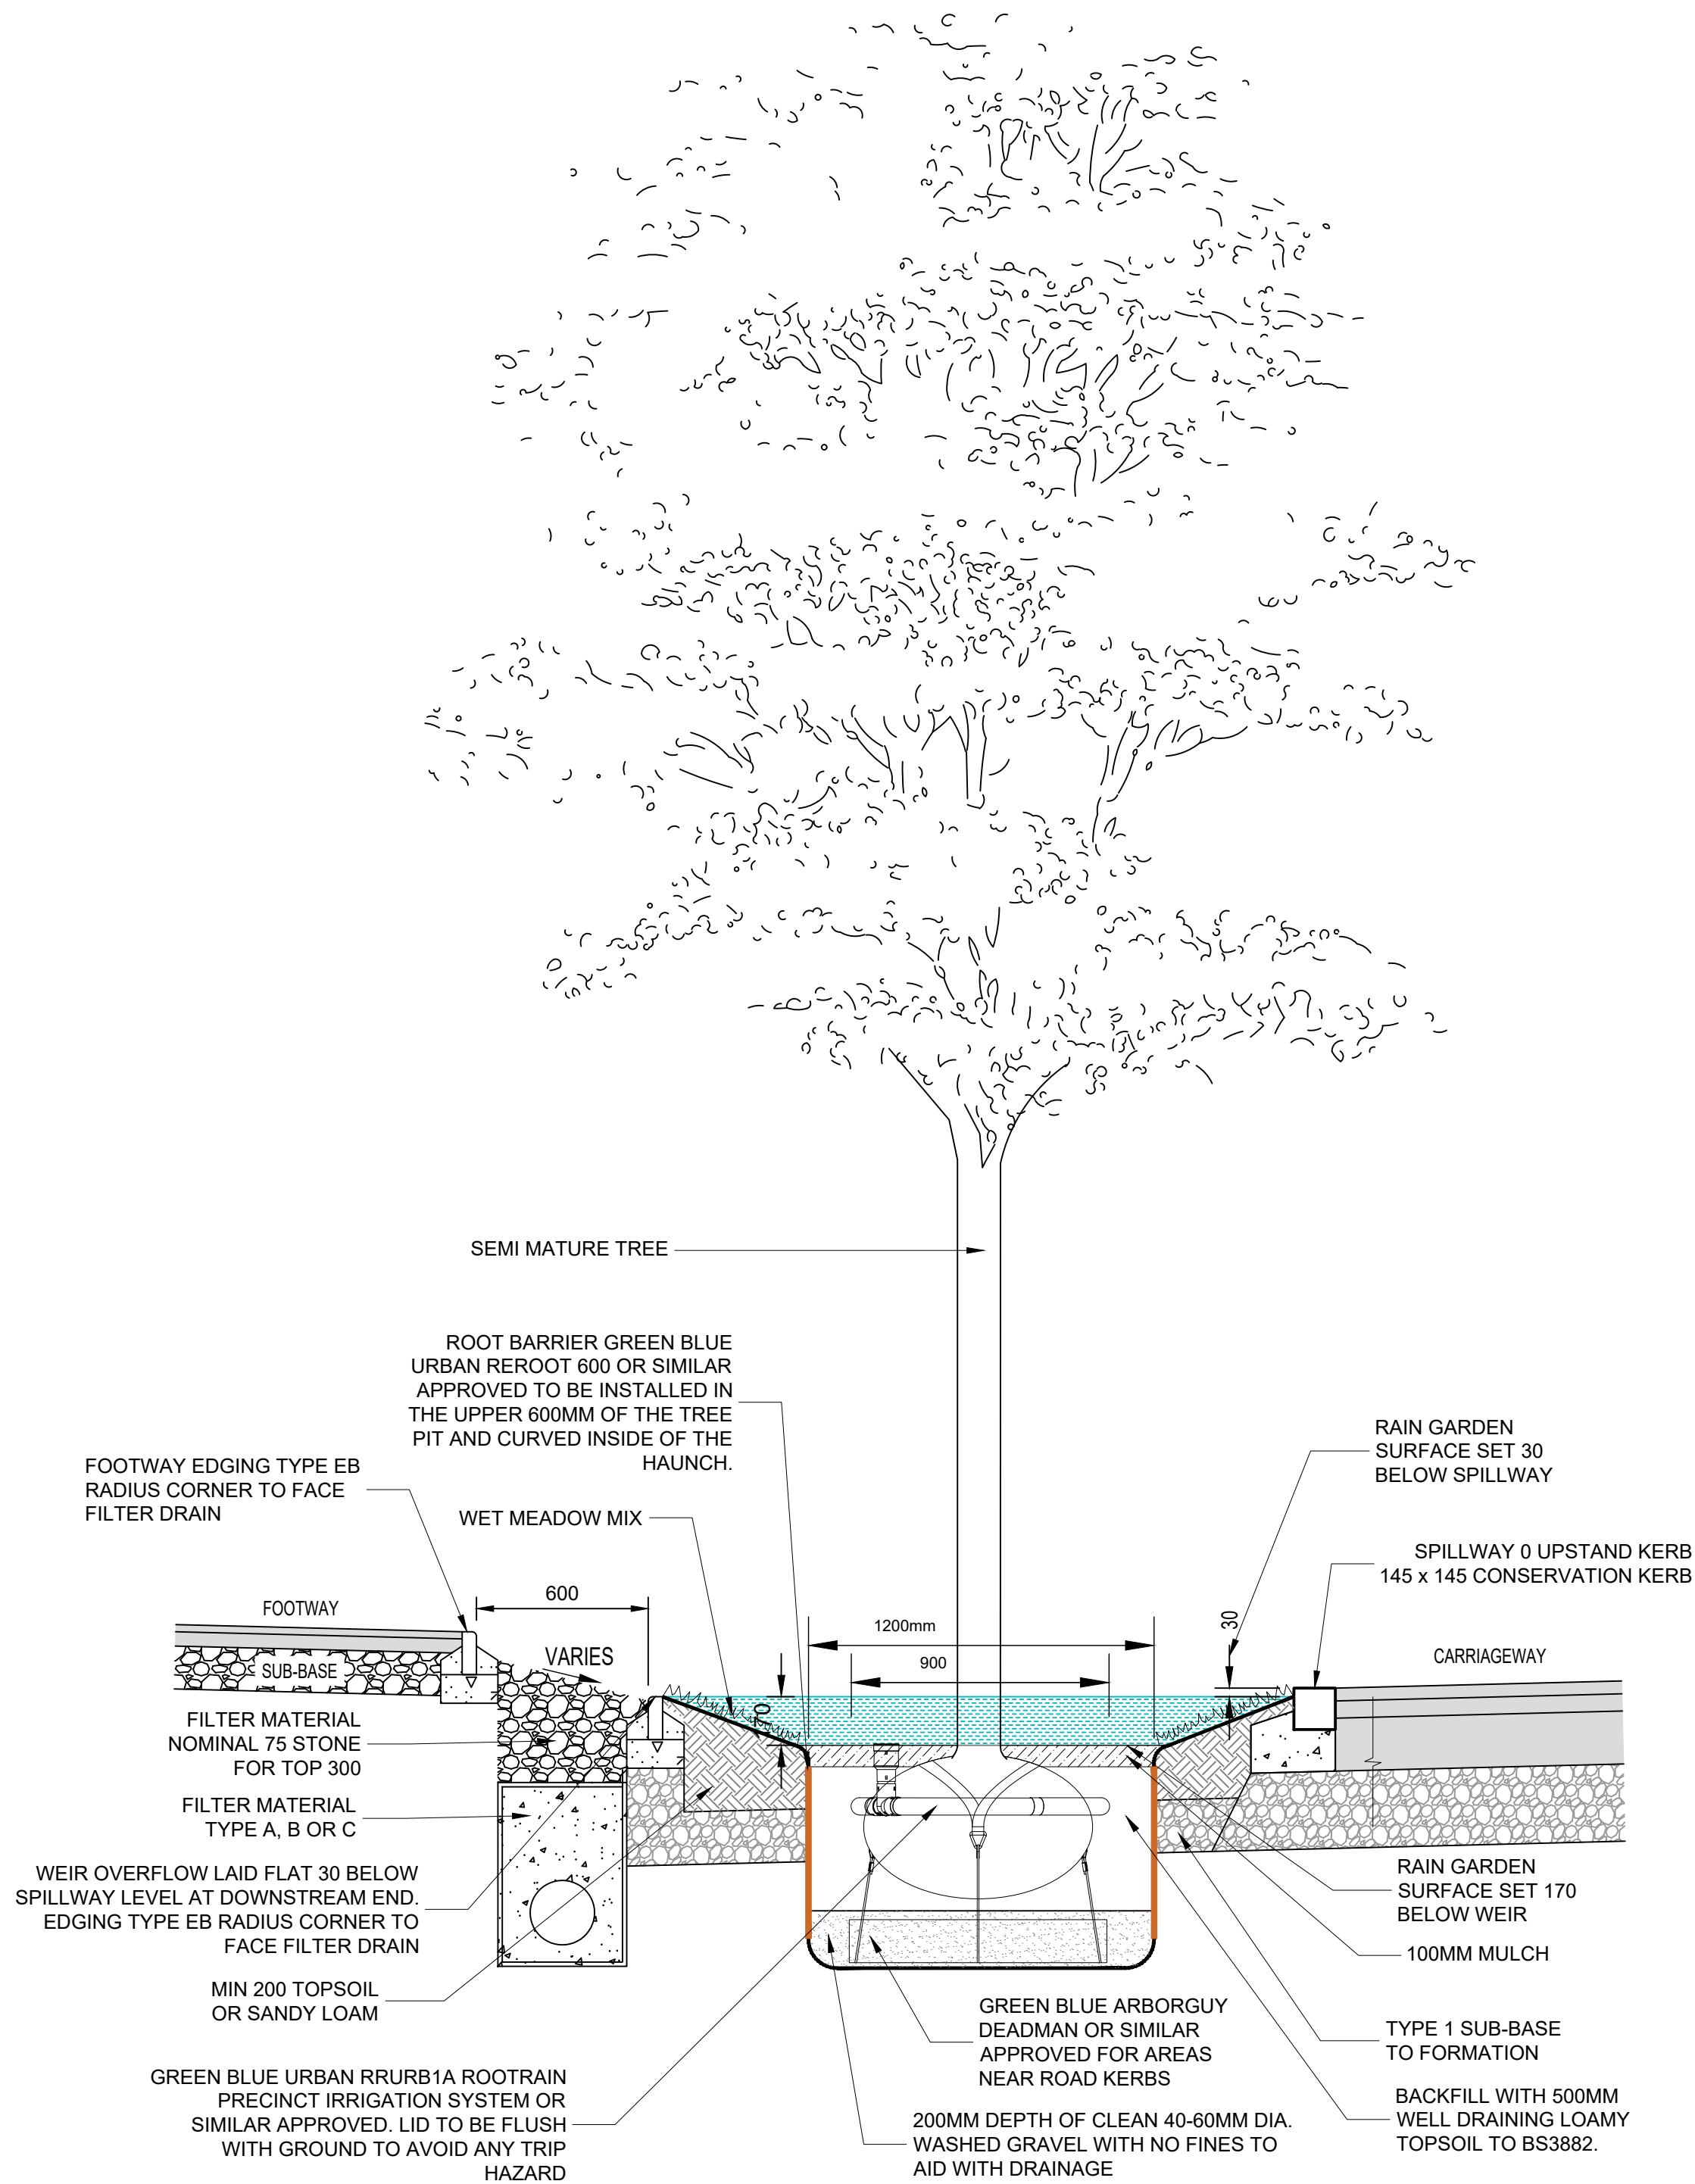 SEMI MATURE TREE
ROOT BARRIER GREEN BLUE
URBAN REROOT 600 OR SIMILAR
APPROVED TO BE INSTALLED IN
THE UPPER 600MM OF THE TREE
PIT AND CURVED INSIDE OF THE
HAUNCH.
RAIN GARDEN
SURFACE SET 30
BELOW SPILLWAY
FOOTWAY EDGING TYPE EB
RADIUS CORNER TO FACE
FILTER DRAIN
WET MEADOW MIX
SPILLWAY 0 UPSTAND KERB
145 x 145 CONSERVATION KERB
600
FOOTWAY
1200mm
30
VARIES
900
CARRIAGEWAY
SUB-BASE
FILTER MATERIAL
NOMINAL 75 STONE
FOR TOP 300
FILTER MATERIAL
TYPE A, B OR C
WEIR OVERFLOW LAID FLAT 30 BELOW
SPILLWAY LEVEL AT DOWNSTREAM END.
EDGING TYPE EB RADIUS CORNER TO
FACE FILTER DRAIN
RAIN GARDEN
SURFACE SET 170
BELOW WEIR
100MM MULCH
MIN 200 TOPSOIL
OR SANDY LOAM
GREEN BLUE ARBORGUY
DEADMAN OR SIMILAR
APPROVED FOR AREAS
NEAR ROAD KERBS
TYPE 1 SUB-BASE
TO FORMATION
GREEN BLUE URBAN RRURB1A ROOTRAIN
PRECINCT IRRIGATION SYSTEM OR
SIMILAR APPROVED. LID TO BE FLUSH
WITH GROUND TO AVOID ANY TRIP
HAZARD
200MM DEPTH OF CLEAN 40-60MM DIA.
WASHED GRAVEL WITH NO FINES TO
AID WITH DRAINAGE
BACKFILL WITH 500MM
WELL DRAINING LOAMY
TOPSOIL TO BS3882.